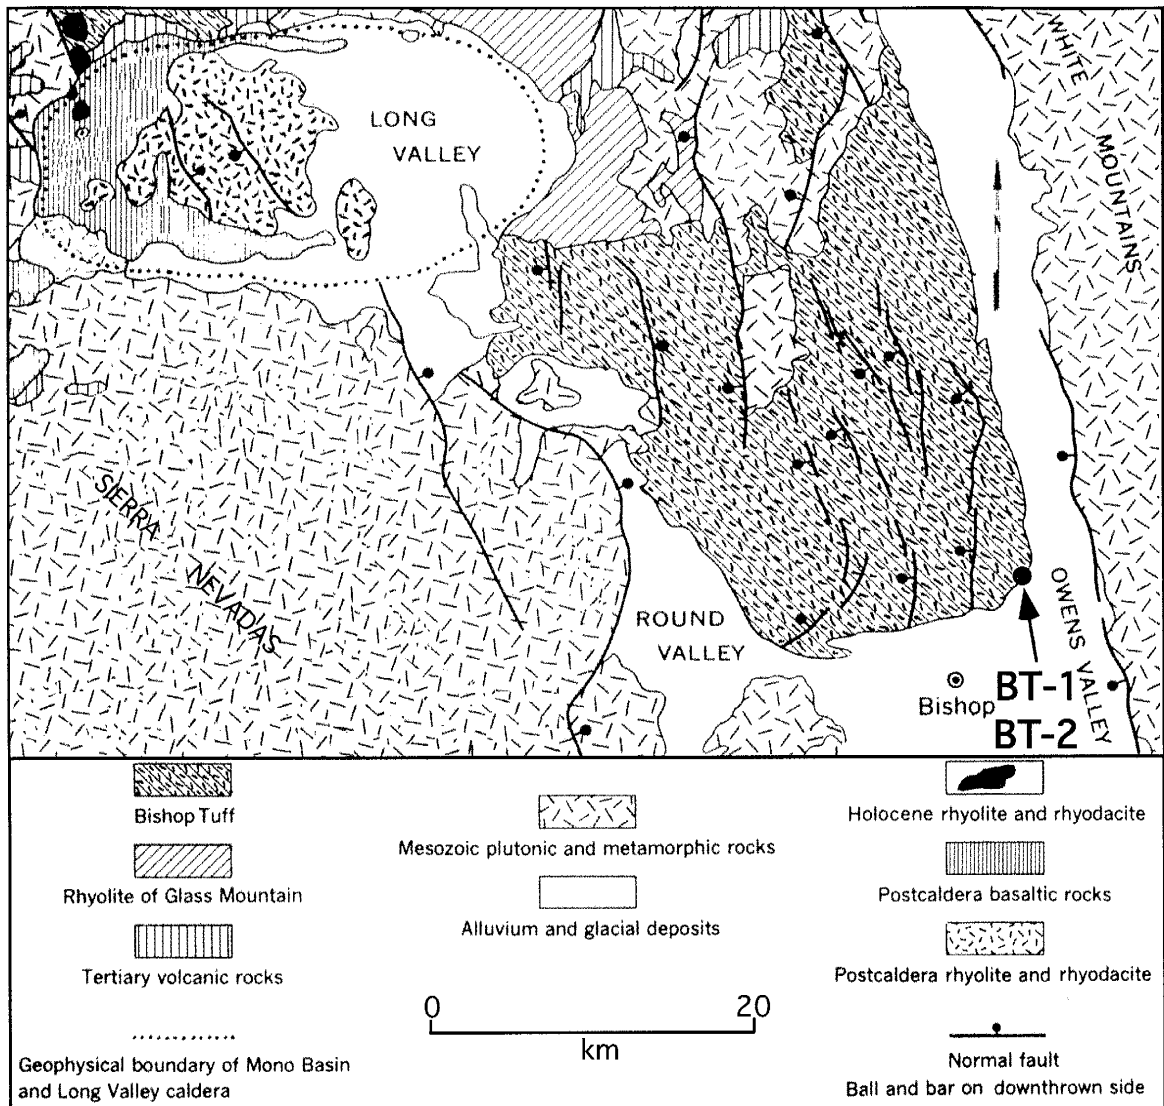 WHITE
MOUNTAINS
LONG
VALLEY
SIERRA
NEVADAS
ROUND
VALLEY
OWENS VALLEY
Bishop
BT-1
BT-2
Bishop Tuff
Rhyolite of Glass Mountain
Tertiary volcanic rocks
Geophysical boundary of Mono Basin
and Long Valley caldera
Mesozoic plutonic and metamorphic rocks
Alluvium and glacial deposits
0 20
km
Holocene rhyolite and rhyodacite
Postcaldera basaltic rocks
Postcaldera rhyolite and rhyodacite
Normal fault
Ball and bar on downthrown side